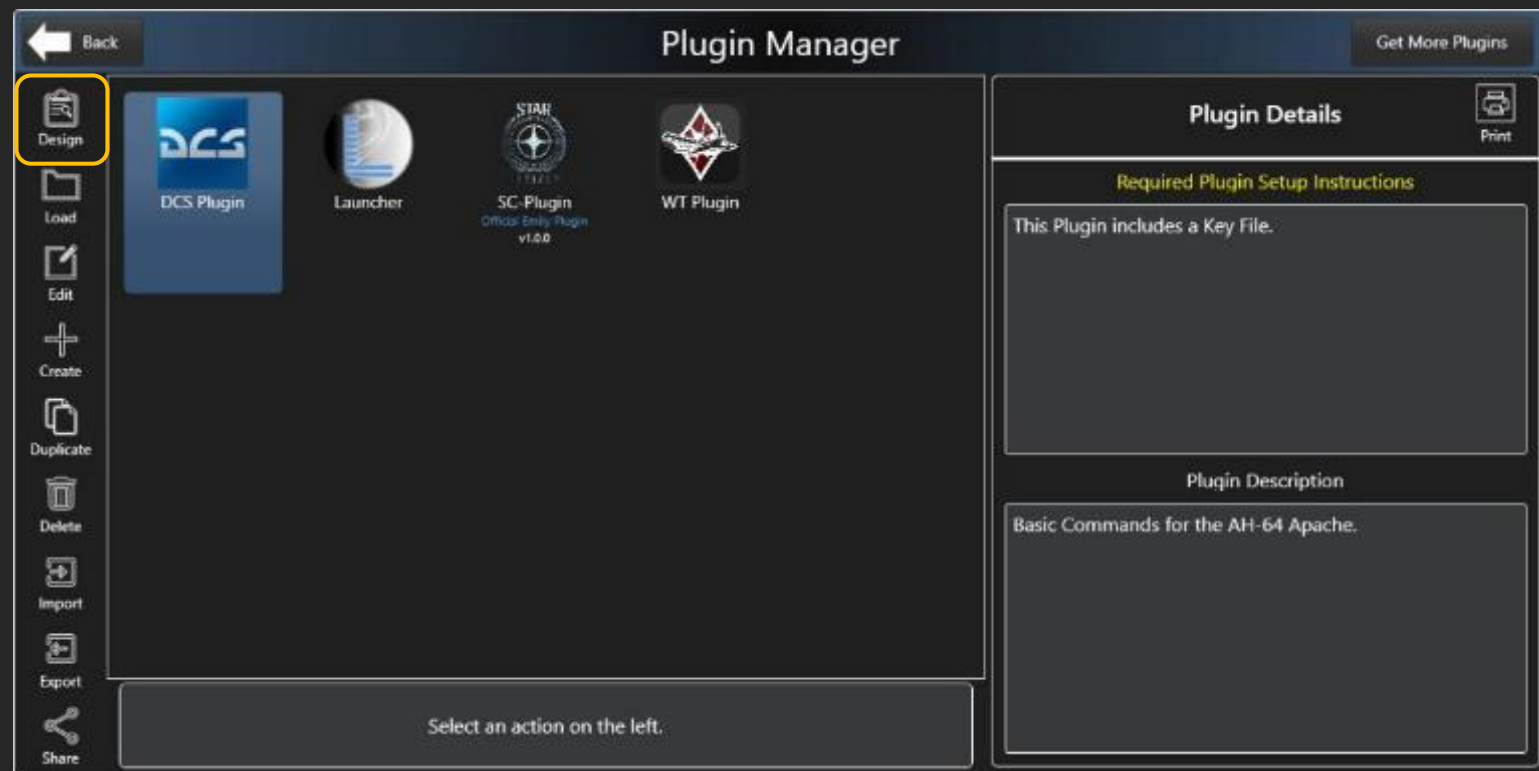 Back
Plugin Manager
Get More Plugins
Design
Load
Edit
Create
Duplicate
Delete
Import
Export
Share
DCS
DCS Plugin
Launcher
STAR
SC-Plugin
Official Emily Plugin
v1.0.0
WT Plugin
Select an action on the left.
Plugin Details
Print
Required Plugin Setup Instructions
This Plugin includes a Key File.
Plugin Description
Basic Commands for the AH-64 Apache.